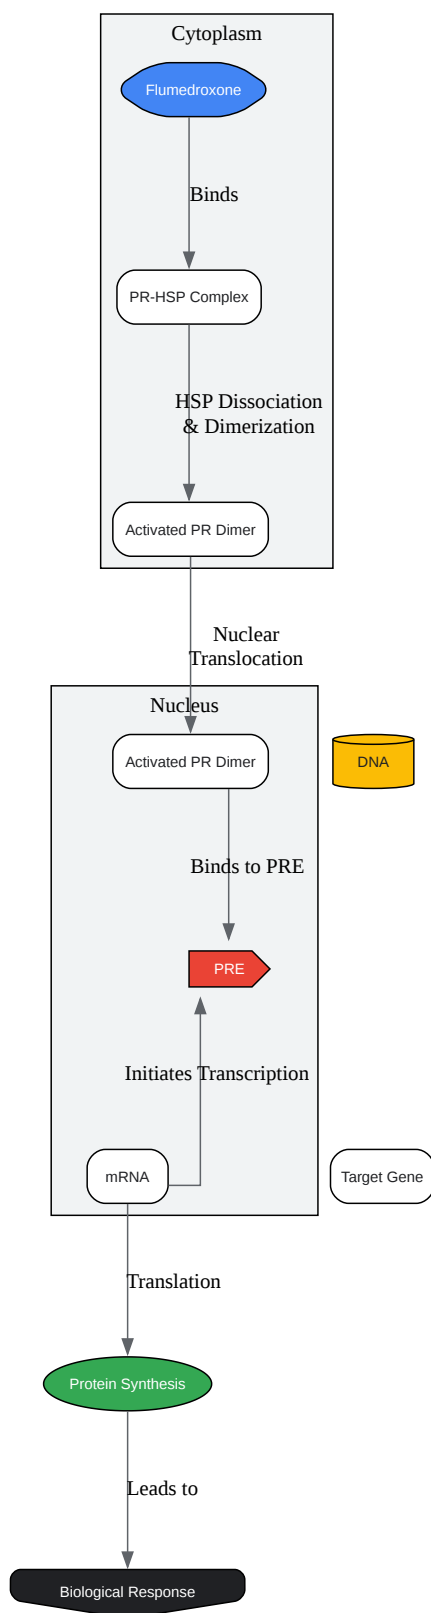 Cytoplasm
Flumedroxone
Binds
PR-HSP Complex
HSP Dissociation
& Dimerization
Activated PR Dimer
Nuclear
Translocation
Nucleus
Activated PR Dimer
DNA
Binds to PRE
PRE
Initiates Transcription
mRNA
Target Gene
Translation
Protein Synthesis
Leads to
Biological Response